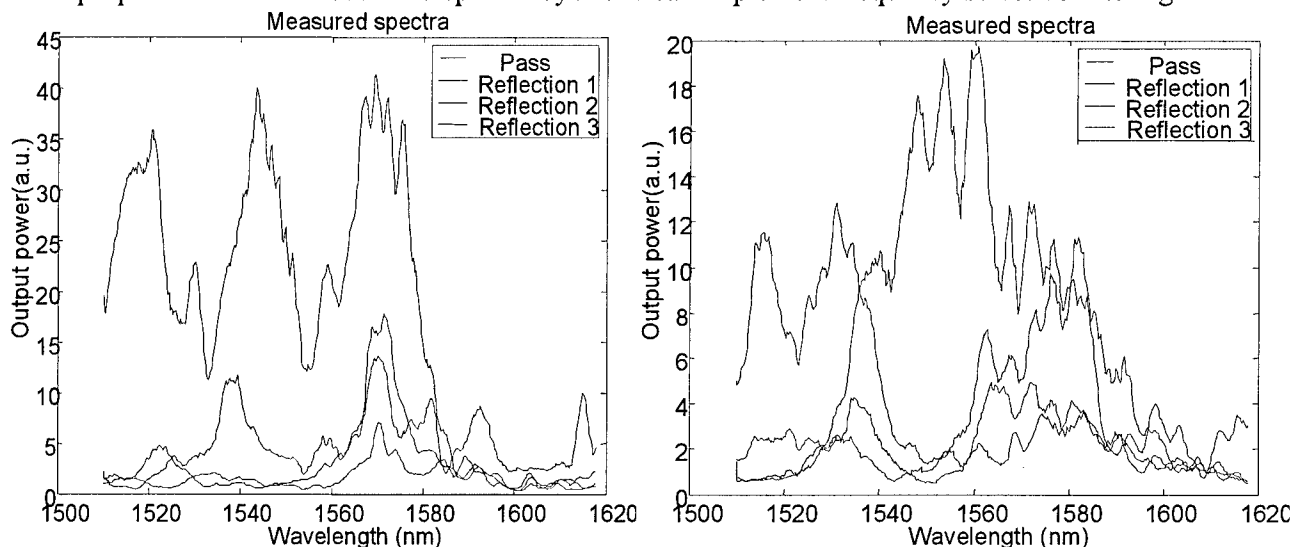 Measured spectra
45
40
35
30
25
20
15
10
5
0
Output power(a.u.)
Pass
Reflection 1
Reflection 2
Reflection 3
1500 1520 1540 1560 1580 1600 1620
Wavelength (nm)
Measured spectra
20
18
16
14
12
10
8
6
4
2
0
Output power(a.u.)
Pass
Reflection 1
Reflection 2
Reflection 3
1500 1520 1540 1560 1580 1600 1620
Wavelength (nm)